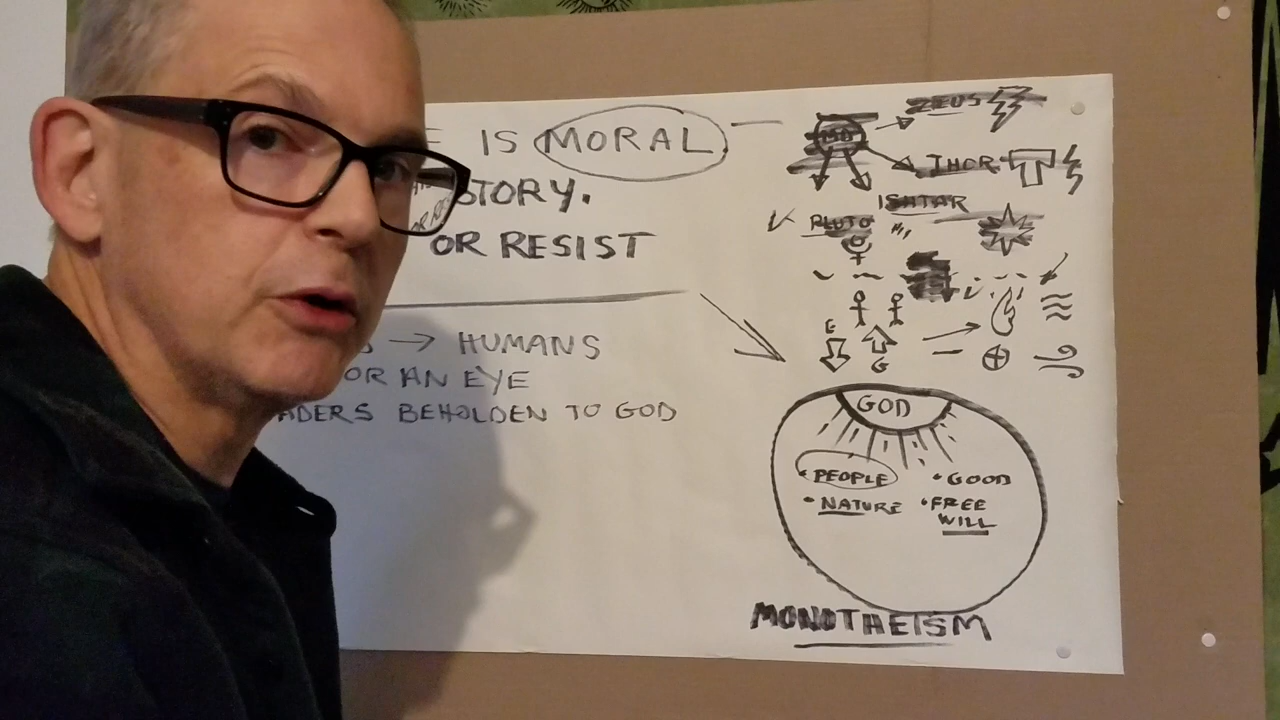 IS MORAL
STORY.
OR RESIST
→ HUMANS
OR AN EYE
ADERS BEHOLDEN TO GOD
ZEUS
THOR
ISHTAR
PLUTO
E
G
GOD
• PEOPLE
• NATURE
• GOOD
• FREE
WILL
MONOTHEISM